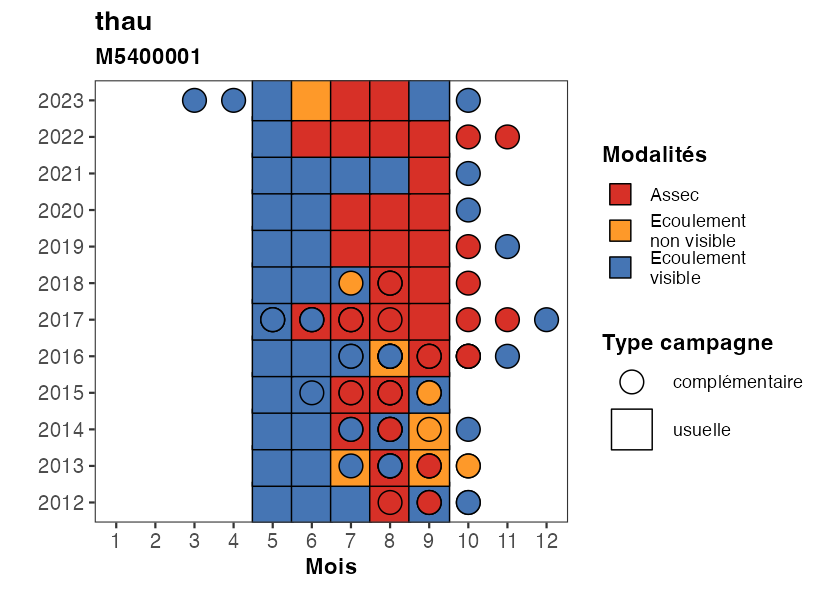 thau
M5400001
2023
2022
2021
2020
2019
2018
2017
2016
2015
2014
2013
2012
1 2 3 4 5 6 7 8 9 10 11 12
Mois
Modalités
Assec
Ecoulement
non visible
Ecoulement
visible
Type campagne
complémentaire
usuelle